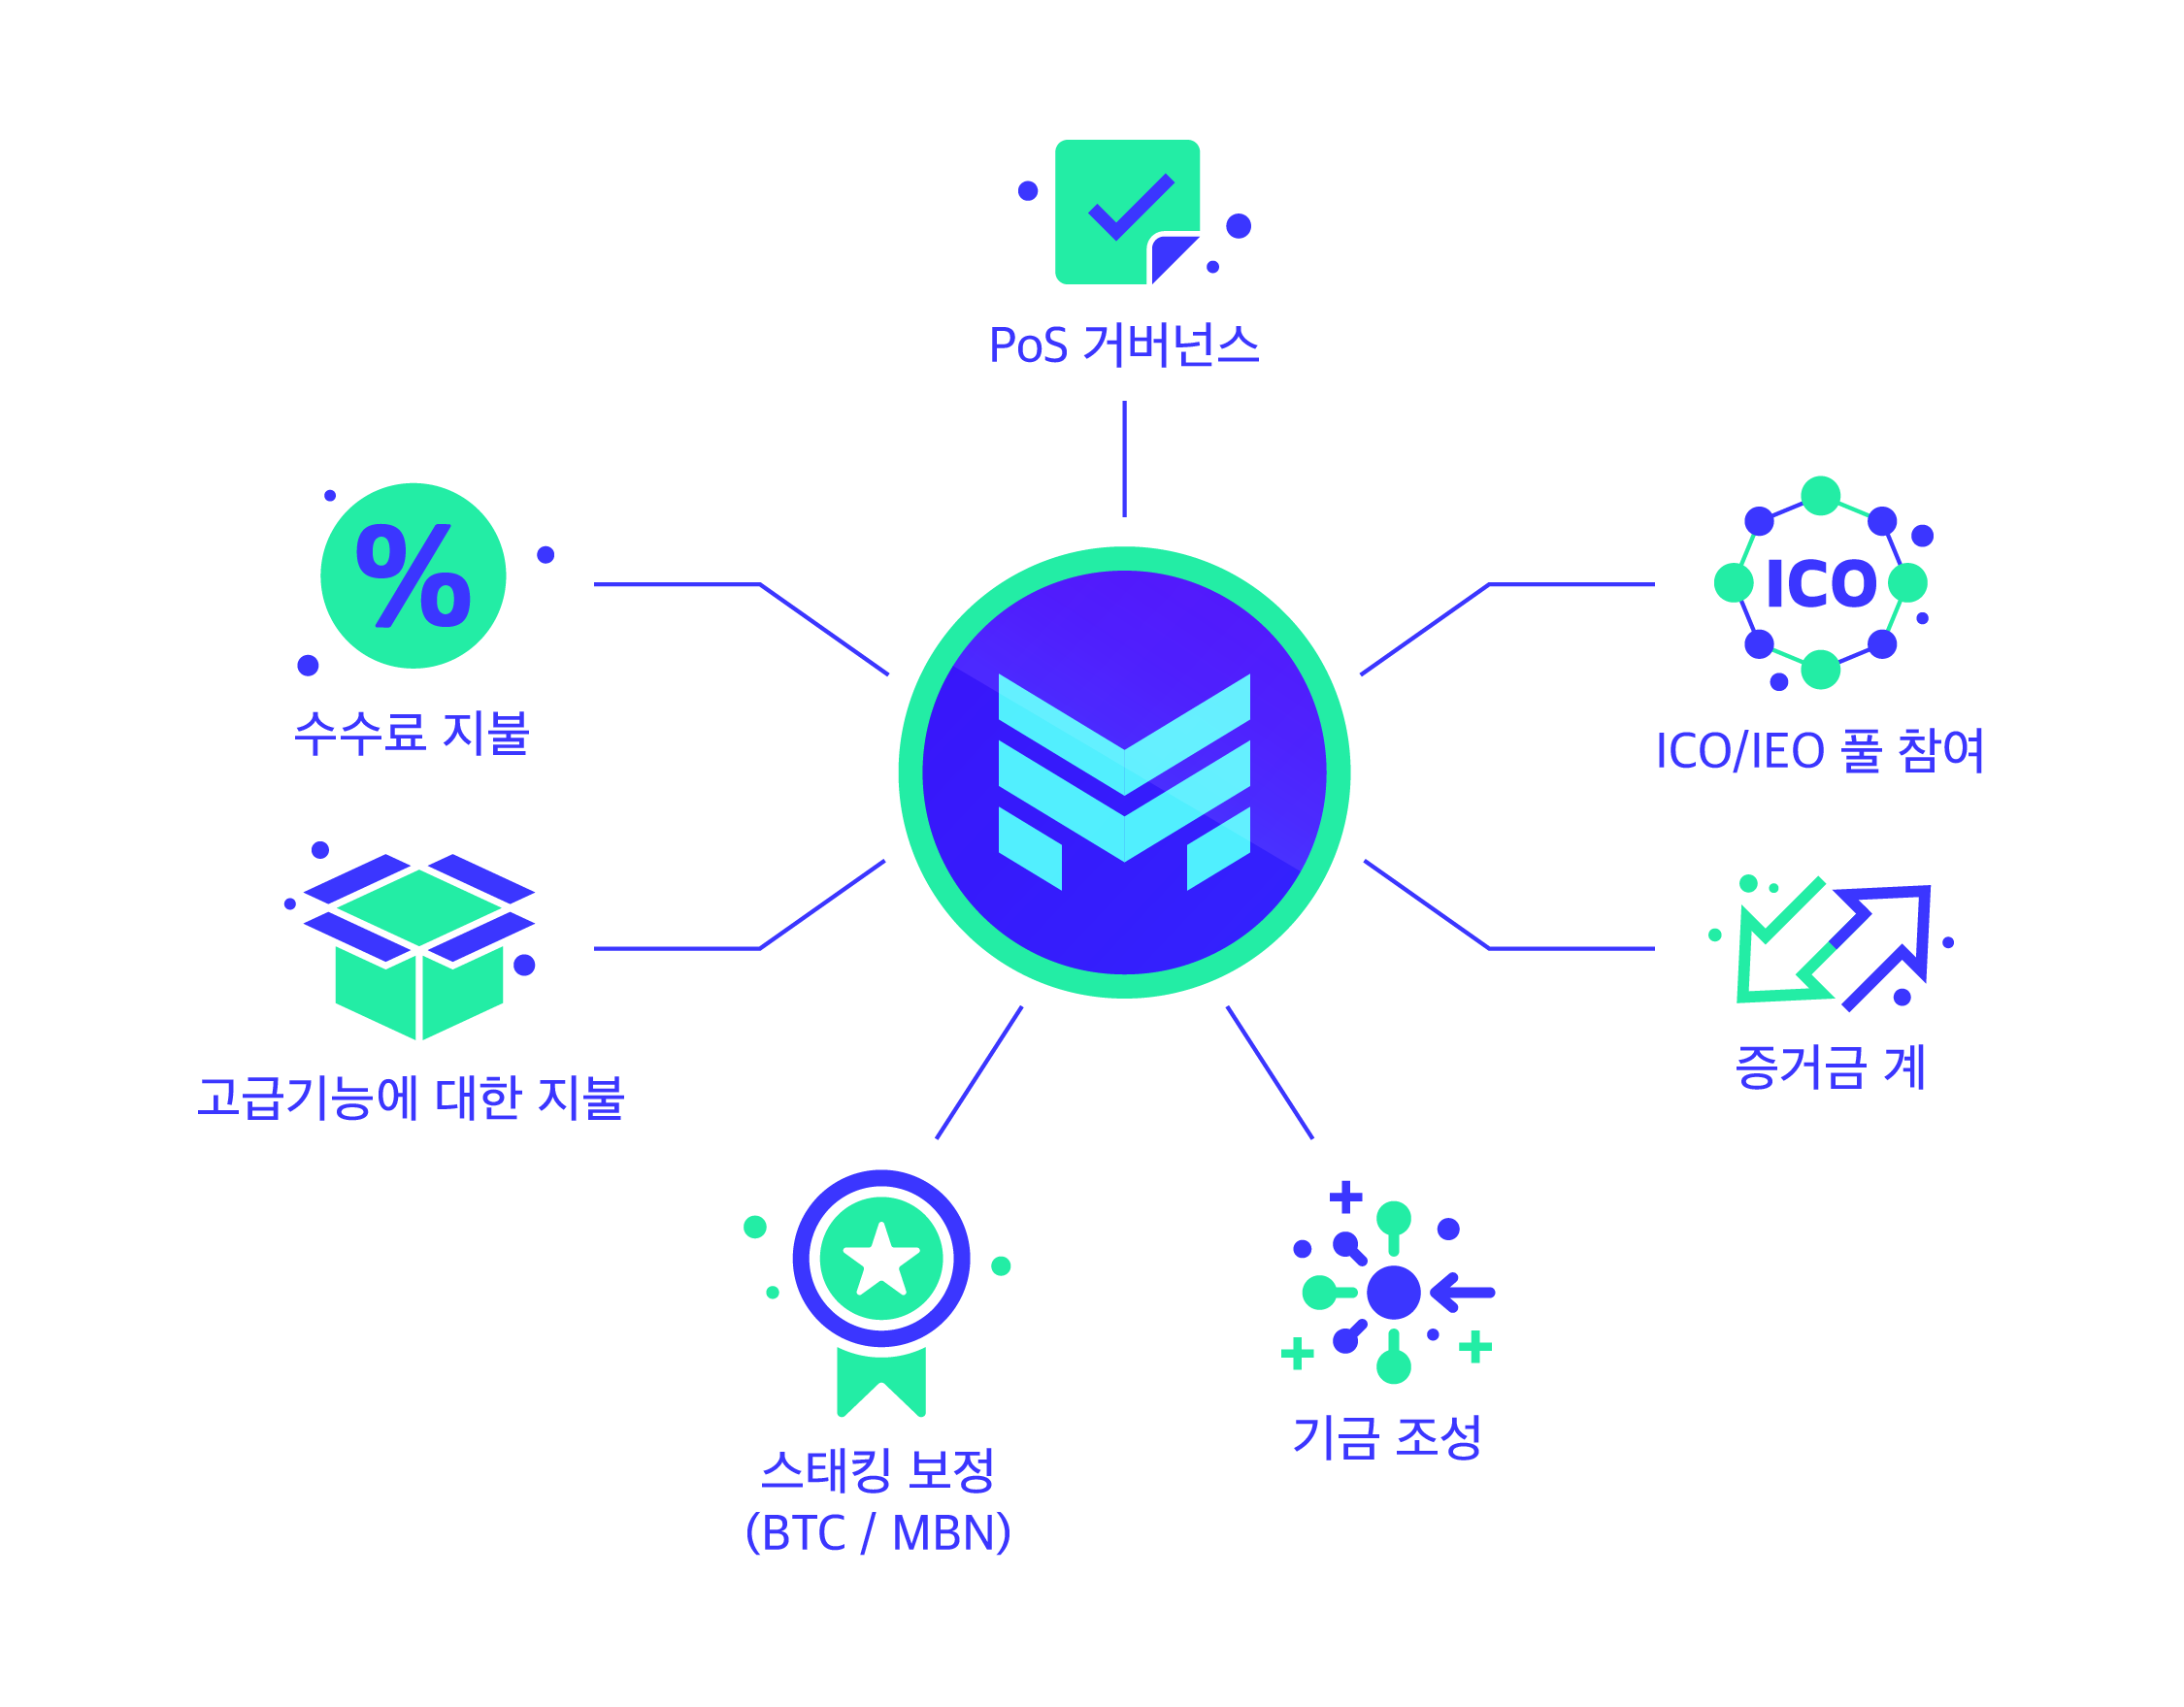 PoS 거버넌스
%
수수료 지불
ICO
ICO/IEO 풀 참여
고급기능에 대한 지불
증거금 게
스태킹 보정
(BTC / MBN)
기금 조성